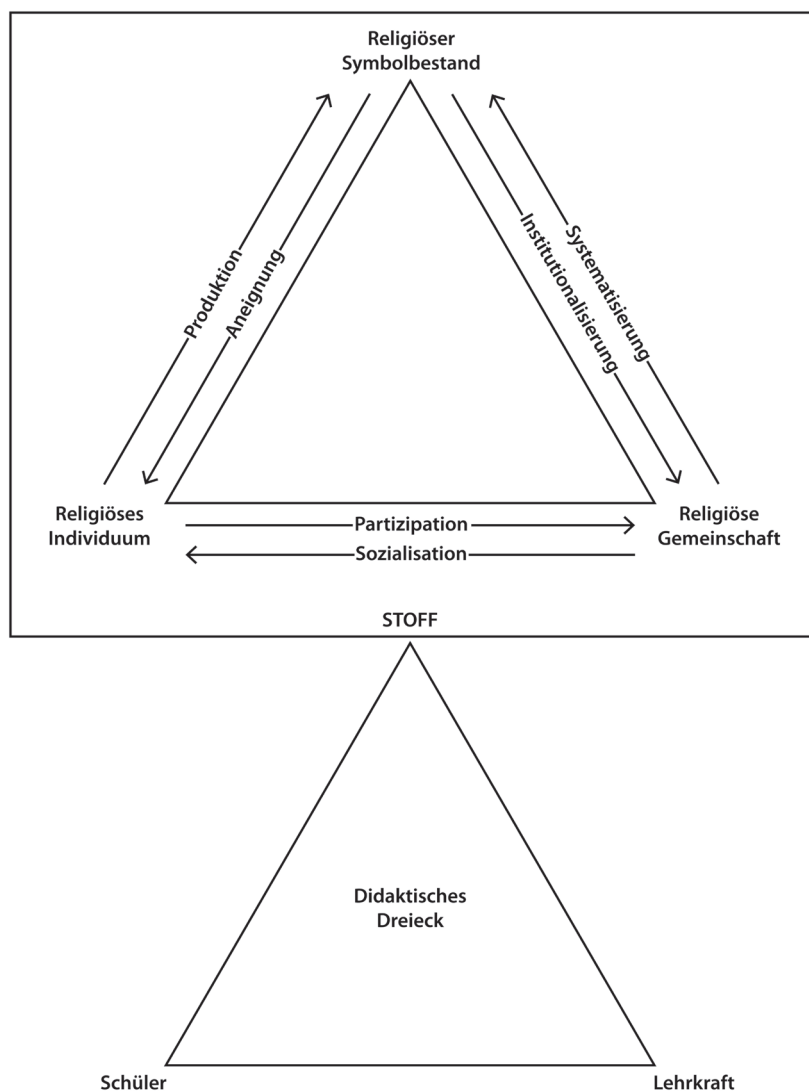 Religiöser
Symbolbestand
Produktion
Aneignung
Institutionalisierung
Systematisierung
Religiöses
Individuum
Partizipation
Sozialisation
Religiöse
Gemeinschaft
STOFF
Didaktisches
Dreieck
Schüler
Lehrkraft